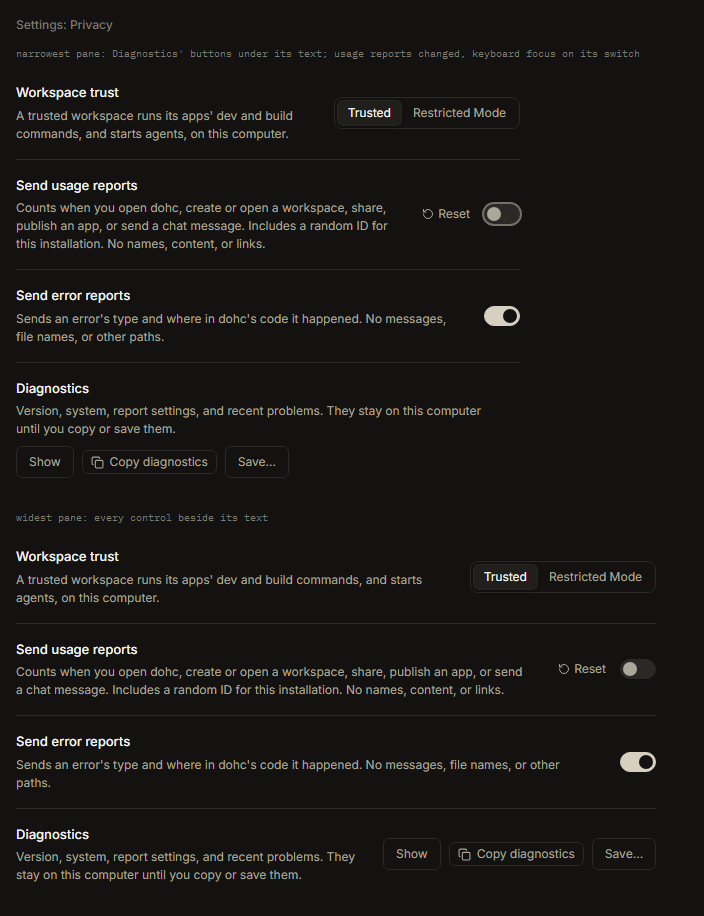 Settings: Privacy
narrowest pane: Diagnostics' buttons under its text; usage reports changed, keyboard focus on its switch
Workspace trust
A trusted workspace runs its apps' dev and build
commands, and starts agents, on this computer.
Trusted
Restricted Mode
Send usage reports
Counts when you open dohc, create or open a workspace, share,
publish an app, or send a chat message. Includes a random ID for
this installation. No names, content, or links.
Reset
Send error reports
Sends an error's type and where in dohc's code it happened. No messages,
file names, or other paths.
Diagnostics
Version, system, report settings, and recent problems. They stay on this computer
until you copy or save them.
Show
Copy diagnostics
Save...
widest pane: every control beside its text
Workspace trust
A trusted workspace runs its apps' dev and build commands, and starts
agents, on this computer.
Trusted
Restricted Mode
Send usage reports
Counts when you open dohc, create or open a workspace, share, publish an app, or send
a chat message. Includes a random ID for this installation. No names, content, or links.
Reset
Send error reports
Sends an error's type and where in dohc's code it happened. No messages, file names, or other
paths.
Diagnostics
Version, system, report settings, and recent problems. They
stay on this computer until you copy or save them.
Show
Copy diagnostics
Save...